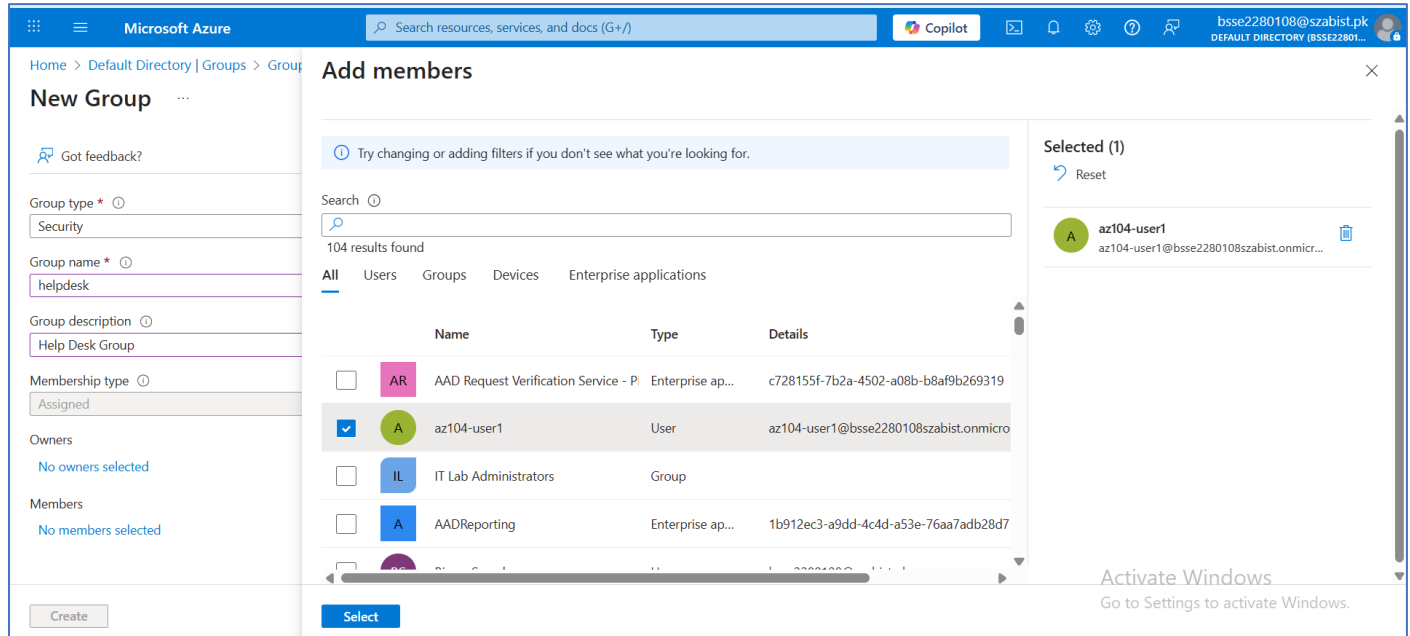 Microsoft Azure
Search resources, services, and docs (G+/)
Copilot
bsse2280108@szabist.pk
DEFAULT DIRECTORY (BSSE22801...
Home > Default Directory | Groups >
New Group ...
Got feedback?
Group type *
Security
Group name *
helpdesk
Group description
Help Desk Group
Membership type
Assigned
Owners
No owners selected
Members
No members selected
Create
Add members
Try changing or adding filters if you don't see what you're looking for.
Search
104 results found
All Users Groups Devices Enterprise applications
Name Type Details
AR AAD Request Verification Service - Enterprise ap... c728155f-7b2a-4502-a08b-b8af9b269319
A az104-user1 User az104-user1@bsse2280108szabist.onmicro
IL IT Lab Administrators Group
A AADReporting Enterprise ap... 1b912ec3-a9dd-4c4d-a53e-76aa7adb28d7
Select
Selected (1)
Reset
A az104-user1
az104-user1@bsse2280108szabist.onmicr...
Activate Windows
Go to Settings to activate Windows.